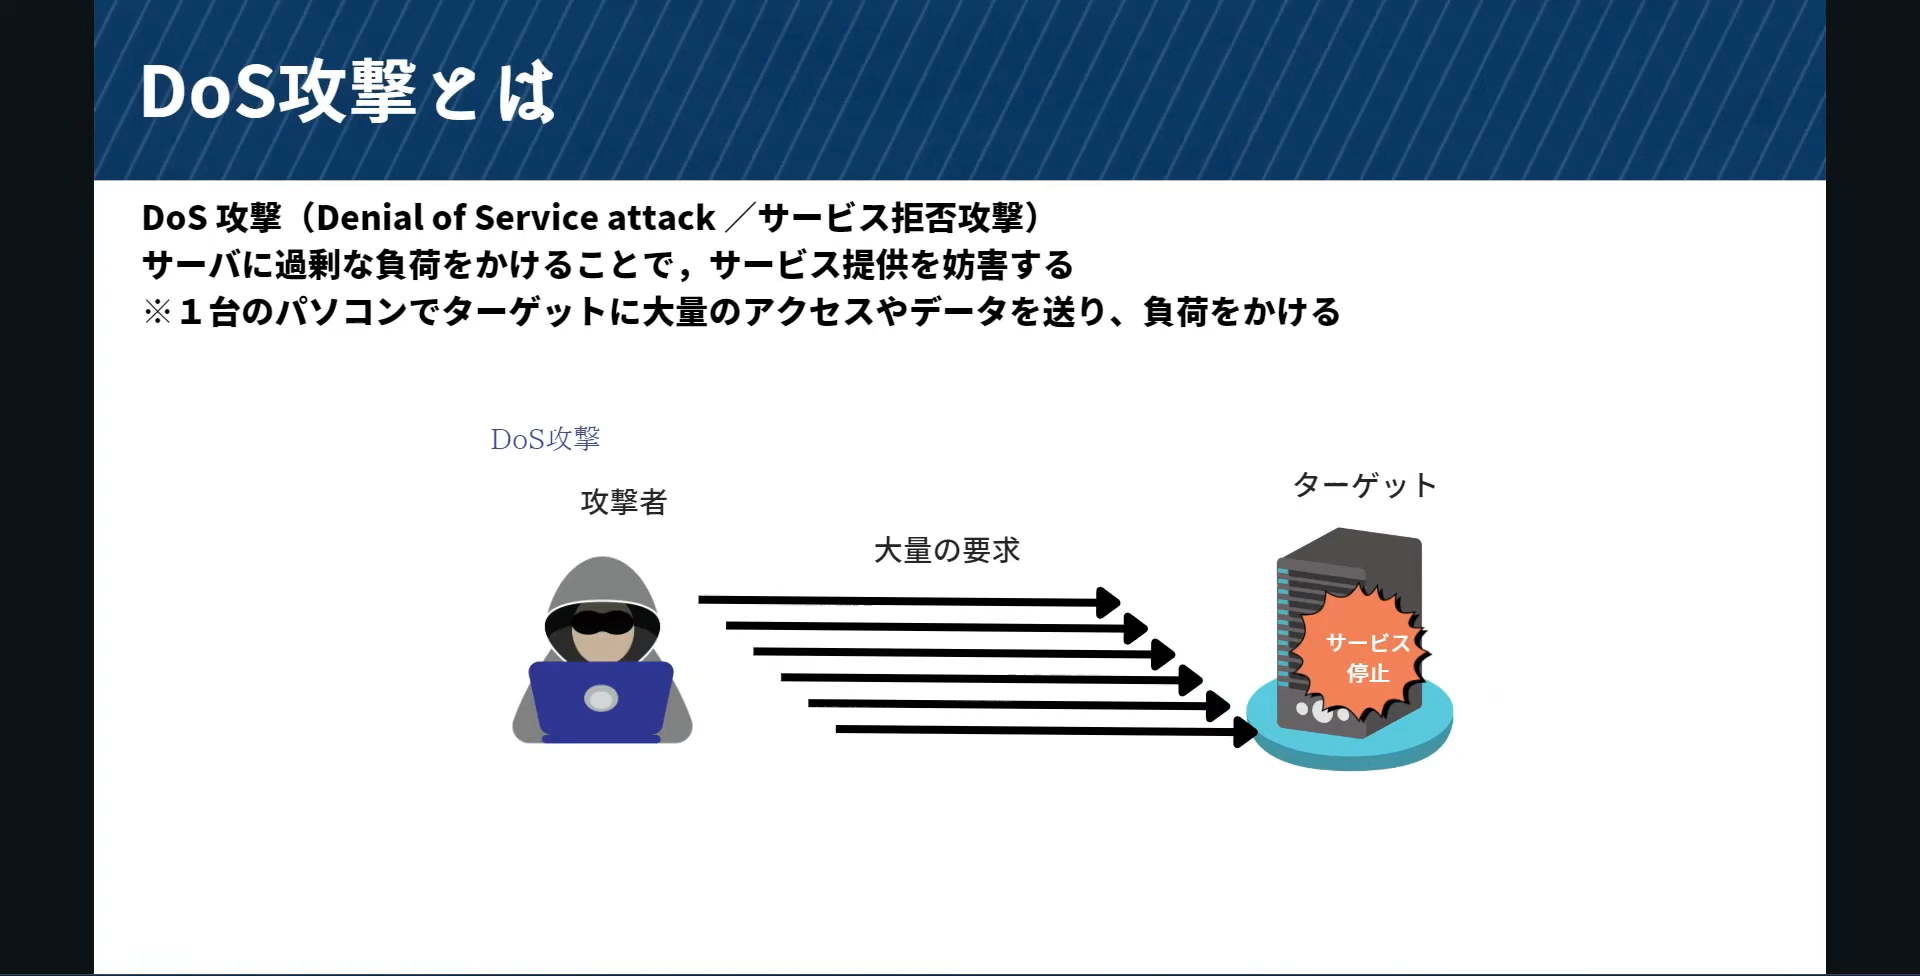 DoS攻撃とは
DoS 攻撃（Denial of Service attack ／サービス拒否攻撃）
サーバに過剰な負荷をかけることで，サービス提供を妨害する
※１台のパソコンでターゲットに大量のアクセスやデータを送り、負荷をかける
DoS攻撃
攻撃者
ターゲット
大量の要求
サービス
停止